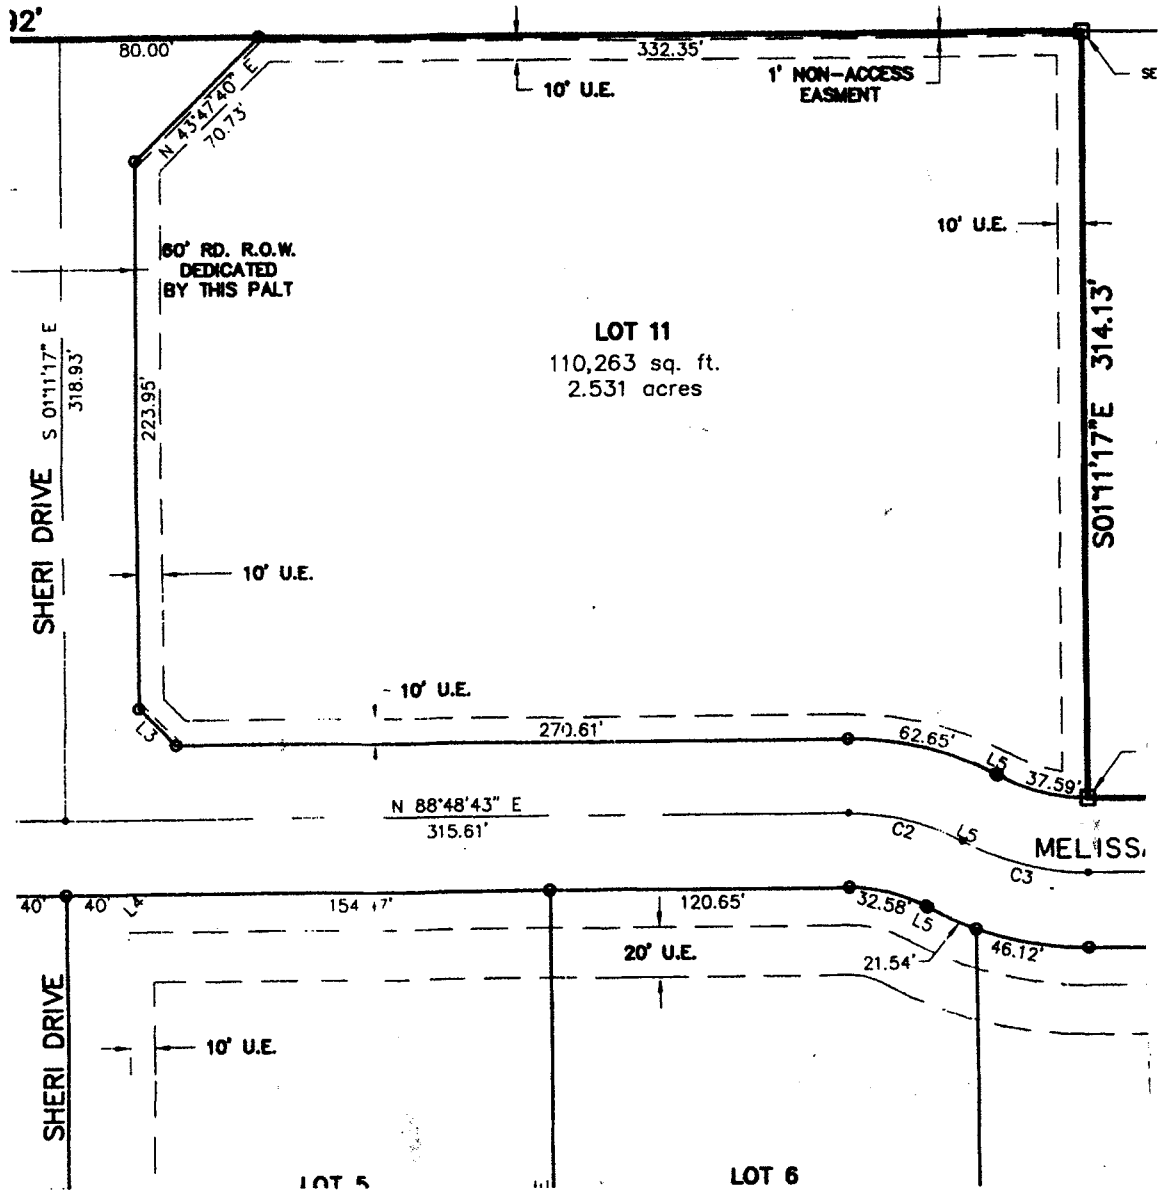 92'
80.00'
332.35'
SE
1' NON-ACCESS
EASMENT
10' U.E.
N 43°47'40" E
70.73'
10' U.E.
60' RD. R.O.W.
DEDICATED
BY THIS PALT
LOT 11
110,263 sq. ft.
2.531 acres
S01°11'17"E 314.13'
S 01°11'17" E
318.93'
223.95'
SHERI DRIVE
10' U.E.
10' U.E.
L3
270.61'
62.65'
L5
37.59'
N 88°48'43" E
315.61'
C2
L5
C3
MELISSA
40'
40'
L4
120.65'
32.58'
L5
46.12'
21.54'
20' U.E.
SHERI DRIVE
10' U.E.
LOT 5
LOT 6